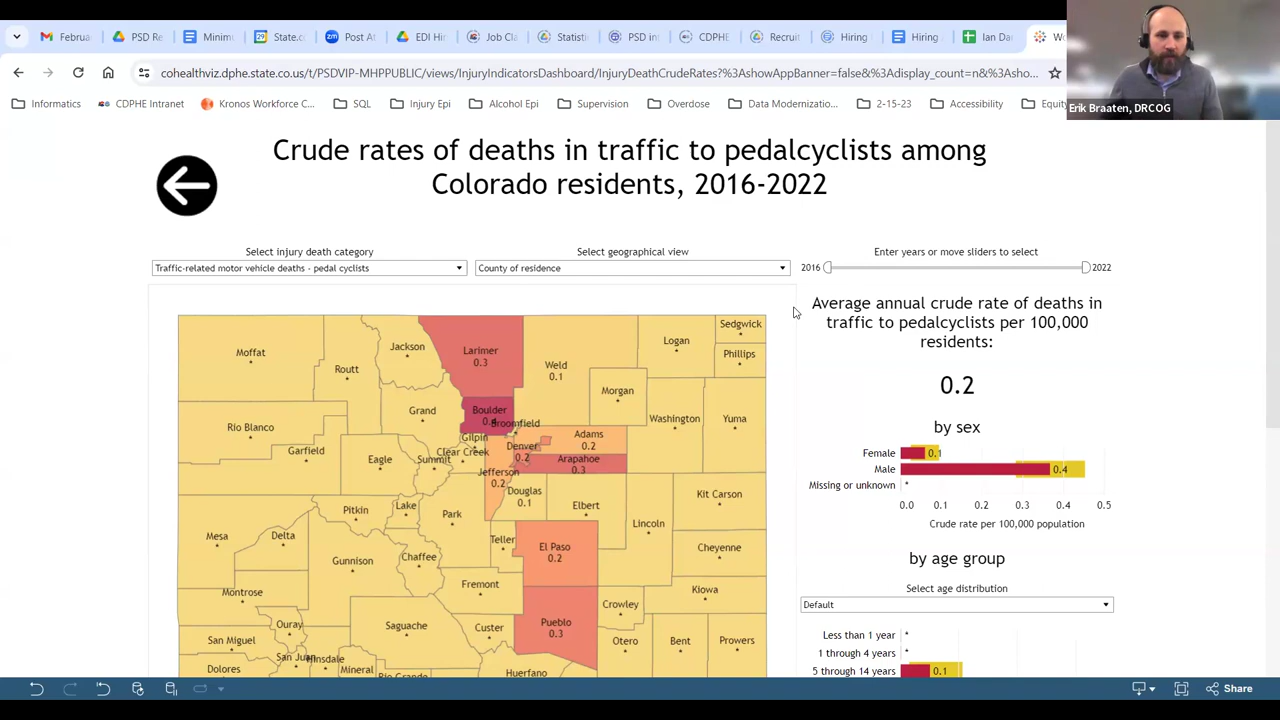 Februa
PSD Re
Minimu
State.co
Post Al
EDI Hir
Job Cla
Statisti
PSD int
CDPHE
Recruit
Hiring
Hiring
Ian Da
Wo
cohealthviz.dphe.state.co.us/t/PSDVIP-MHPPUBLIC/views/InjuryIndicatorsDashboard/InjuryDeathCrudeRates?%3AshowAppBanner=false&%3Adisplay_count=n&%3Asho...
Informatics
CDPHE Intranet
Kronos Workforce C...
SQL
Injury Epi
Alcohol Epi
Supervision
Overdose
Data Modernizatio...
2-15-23
Accessibility
Equity
Erik Braaten, DRCOG
Crude rates of deaths in traffic to pedalcyclists among
Colorado residents, 2016-2022
Select injury death category
Select geographical view
Enter years or move sliders to select
Traffic-related motor vehicle deaths - pedal cyclists
County of residence
2016
2022
Moffat
Routt
Jackson
Larimer
0.3
Weld
0.1
Logan
Sedgwick
Phillips
Morgan
Grand
Boulder
Broomfield
Washington
Yuma
Rio Blanco
Garfield
Eagle
Summit
Gilpin
Clear Creek
Denver
0.2
Adams
0.2
Arapahoe
0.3
Jefferson
0.2
Douglas
0.1
Elbert
Kit Carson
Pitkin
Lake
Park
Lincoln
Mesa
Delta
Gunnison
Chaffee
Teller
El Paso
0.2
Cheyenne
Montrose
Fremont
Crowley
Kiowa
Ouray
Saguache
Custer
Pueblo
0.3
San Miguel
San Juan
Hinsdale
Otero
Bent
Prowers
Dolores
Mineral
Rio Grande
Huerfano
Average annual crude rate of deaths in
traffic to pedalcyclists per 100,000
residents:
0.2
by sex
Female
0.1
Male
0.4
Missing or unknown
*
0.0 0.1 0.2 0.3 0.4 0.5
Crude rate per 100,000 population
by age group
Select age distribution
Default
Less than 1 year
*
1 through 4 years
*
5 through 14 years
0.1
Share